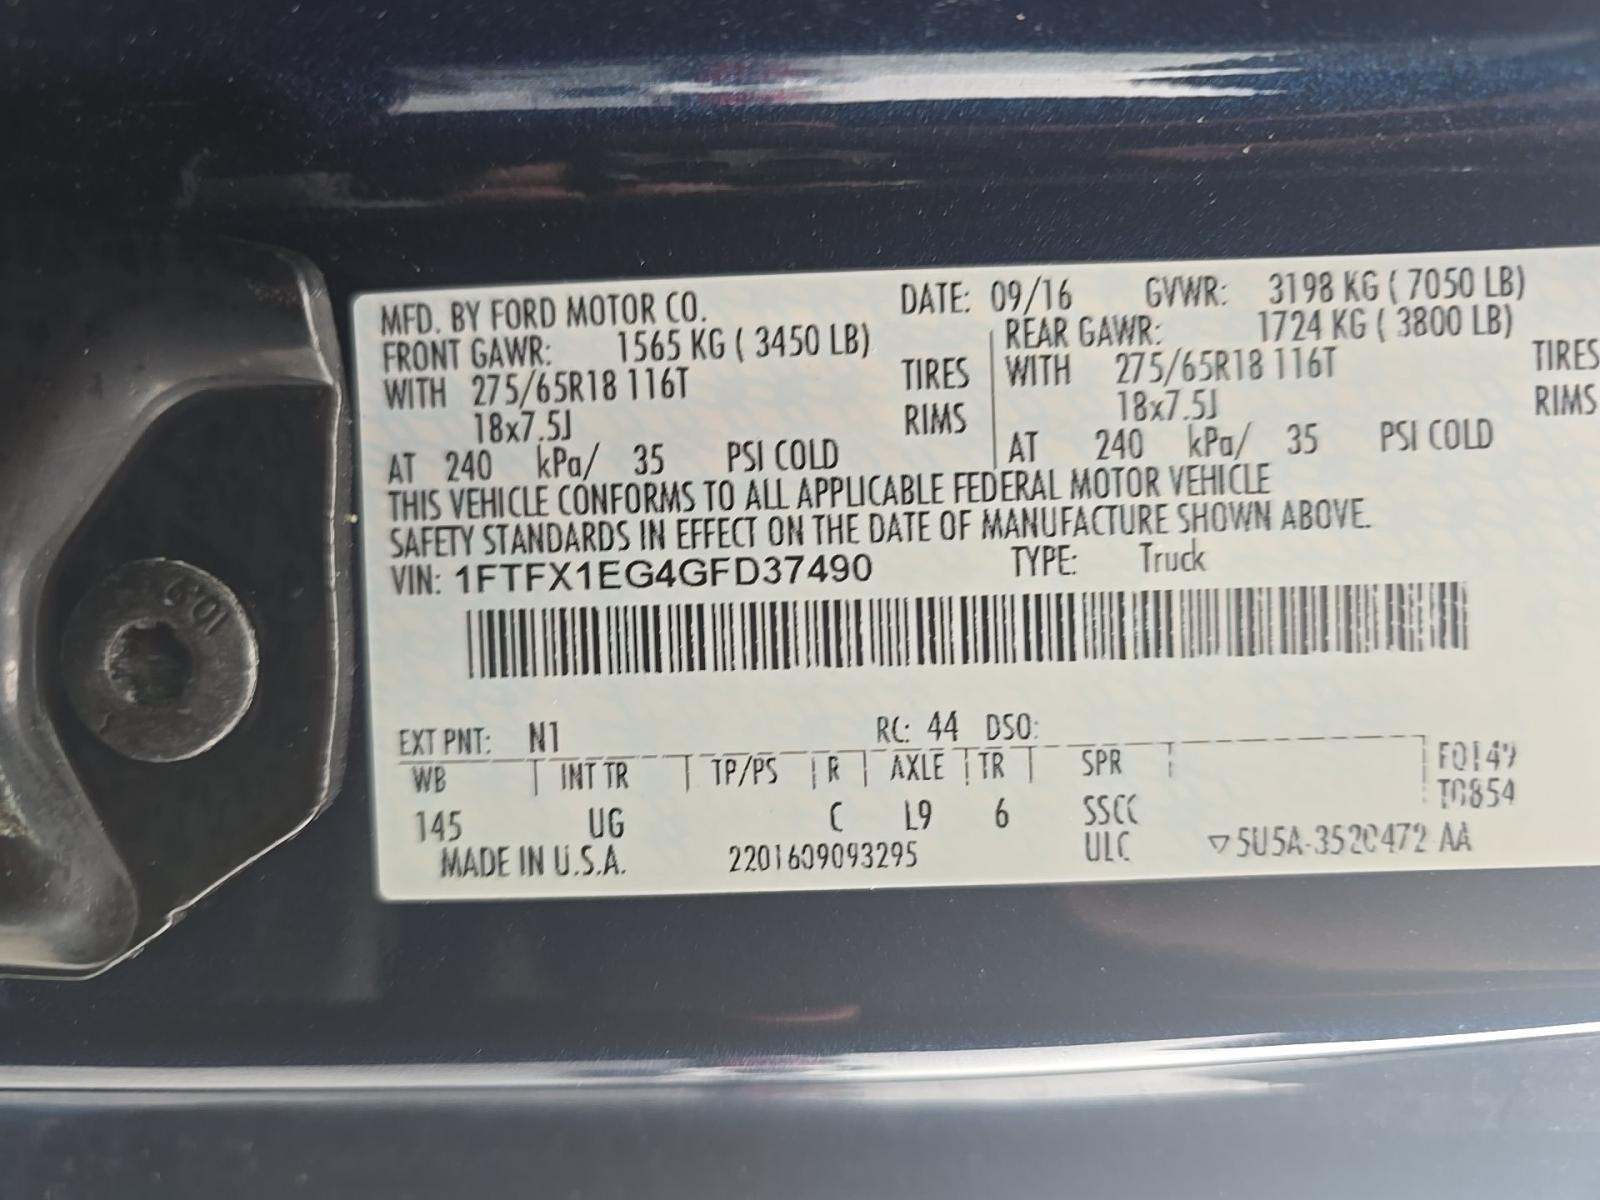 MFD. BY FORD MOTOR CO. DATE: 09/16 GVWR: 3198 KG ( 7050 LB)
FRONT GAWR: 1565 KG ( 3450 LB) REAR GAWR: 1724 KG ( 3800 LB)
WITH 275/65R18 116T TIRES WITH 275/65R18 116T TIRES
18x7.5J RIMS 18x7.5J RIMS
AT 240 kPa/ 35 PSI COLD AT 240 kPa/ 35 PSI COLD
THIS VEHICLE CONFORMS TO ALL APPLICABLE FEDERAL MOTOR VEHICLE
SAFETY STANDARDS IN EFFECT ON THE DATE OF MANUFACTURE SHOWN ABOVE.
VIN: 1FTFX1EG4GFD37490 TYPE: Truck
EXT PNT: N1 RC: 44 DSO:
WB INT TR TP/PS R AXLE TR SPR F0149
T0854
145 UG C L9 6 SSCC
MADE IN U.S.A. 2201609093295 ULC ▽5U5A-3520472-AA
10.9